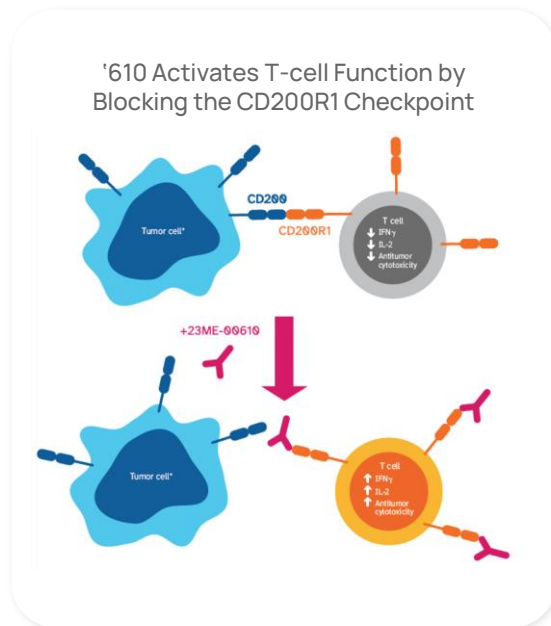 ‘610 Activates T-cell Function by
Blocking the CD200R1 Checkpoint
CD200
CD200R1
Tumor cell*
T cell
↓ IFNγ
↓ IL-2
↓ Antitumor
cytotoxicity
+23ME-00610
Tumor cell*
T cell
↑ IFNγ
↑ IL-2
↑ Antitumor
cytotoxicity